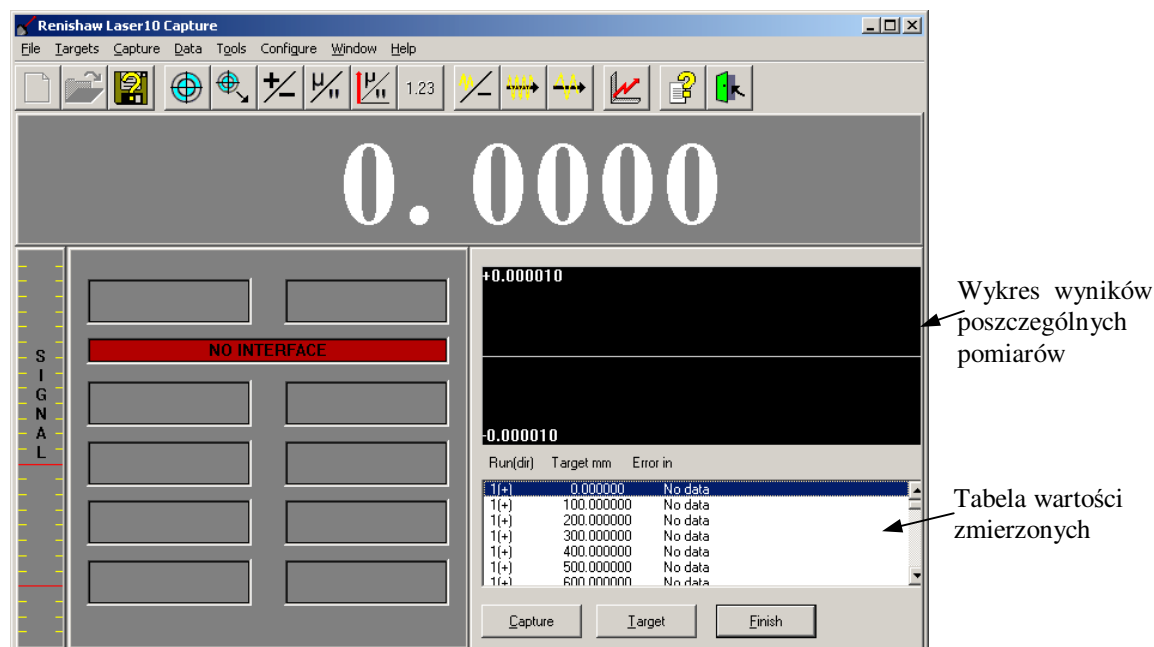 Renishaw Laser10 Capture
File Targets Capture Data Tools Configure Window Help
1.23
0.0000
SIGNAL
NO INTERFACE
+0.000010
-0.000010
Run(dir) Target mm Error in
1(+) 0.000000 No data
1(+) 100.000000 No data
1(+) 200.000000 No data
1(+) 300.000000 No data
1(+) 400.000000 No data
1(+) 500.000000 No data
1(+) 600.000000 No data
Capture Target Finish
Wykres wyników
poszczególnych
pomiarów
Tabela wartości
zmierzonych